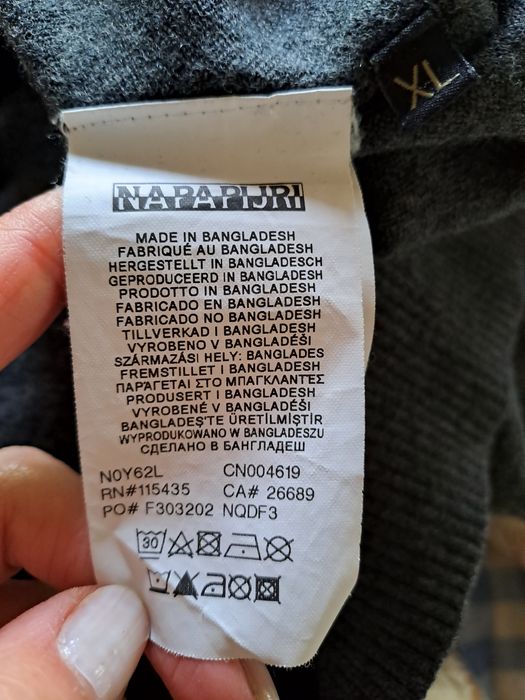 XL
NAPAPIJRI
MADE IN BANGLADESH
FABRIQUÉ AU BANGLADESH
HERGESTELLT IN BANGLADESCH
GEPRODUCEERD IN BANGLADESH
PRODOTTO IN BANGLADESH
FABRICADO EN BANGLADESH
FABRICADO NO BANGLADESH
TILLVERKAD I BANGLADESH
VYROBENO V BANGLADÉŠI
SZÁRMAZÁSI HELY: BANGLADES
FREMSTILLET I BANGLADESH
ΠΑΡΑΓΕΤΑΙ ΣΤΟ ΜΠΑΓΚΛΑΝΤΕΣ
PRODUSERT I BANGLADESH
VYROBENÉ V BANGLADÉŠI
BANGLADEŞ'TE ÜRETİLMİŞTİR
WYPRODUKOWANO W BANGLADESZU
СДЕЛАНО В БАНГЛАДЕШ
N0Y62L CN004619
RN#115435 CA# 26689
PO# F303202 NQDF3
30